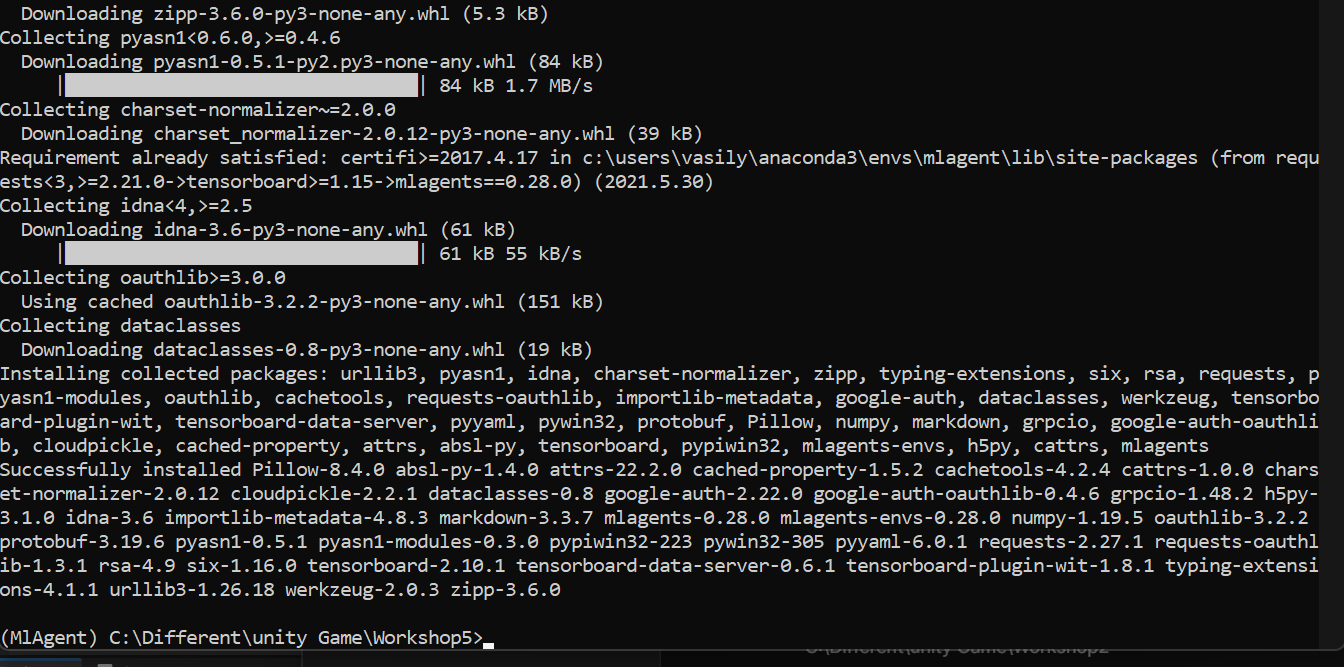 Downloading zipp-3.6.0-py3-none-any.whl (5.3 kB)
Collecting pyasn1<0.6.0,>=0.4.6
Downloading pyasn1-0.5.1-py2.py3-none-any.whl (84 kB)
| | 84 kB 1.7 MB/s
Collecting charset-normalizer~=2.0.0
Downloading charset_normalizer-2.0.12-py3-none-any.whl (39 kB)
Requirement already satisfied: certifi>=2017.4.17 in c:\users\vasily\anaconda3\envs\mlagent\lib\site-packages (from requ
ests<3,>=2.21.0->tensorboard>=1.15->mlagents==0.28.0) (2021.5.30)
Collecting idna<4,>=2.5
Downloading idna-3.6-py3-none-any.whl (61 kB)
| | 61 kB 55 kB/s
Collecting oauthlib>=3.0.0
Using cached oauthlib-3.2.2-py3-none-any.whl (151 kB)
Collecting dataclasses
Downloading dataclasses-0.8-py3-none-any.whl (19 kB)
Installing collected packages: urllib3, pyasn1, idna, charset-normalizer, zipp, typing-extensions, six, rsa, requests, p
yasn1-modules, oauthlib, cachetools, requests-oauthlib, importlib-metadata, google-auth, dataclasses, werkzeug, tensorbo
ard-plugin-wit, tensorboard-data-server, pyyaml, pywin32, protobuf, Pillow, numpy, markdown, grpcio, google-auth-oauthli
b, cloudpickle, cached-property, attrs, absl-py, tensorboard, pypiwin32, mlagents-envs, h5py, cattrs, mlagents
Successfully installed Pillow-8.4.0 absl-py-1.4.0 attrs-22.2.0 cached-property-1.5.2 cachetools-4.2.4 cattrs-1.0.0 chars
et-normalizer-2.0.12 cloudpickle-2.2.1 dataclasses-0.8 google-auth-2.22.0 google-auth-oauthlib-0.4.6 grpcio-1.48.2 h5py-
3.1.0 idna-3.6 importlib-metadata-4.8.3 markdown-3.3.7 mlagents-0.28.0 mlagents-envs-0.28.0 numpy-1.19.5 oauthlib-3.2.2
protobuf-3.19.6 pyasn1-0.5.1 pyasn1-modules-0.3.0 pypiwin32-223 pywin32-305 pyyaml-6.0.1 requests-2.27.1 requests-oauthl
ib-1.3.1 rsa-4.9 six-1.16.0 tensorboard-2.10.1 tensorboard-data-server-0.6.1 tensorboard-plugin-wit-1.8.1 typing-extensi
ons-4.1.1 urllib3-1.26.18 werkzeug-2.0.3 zipp-3.6.0
(MlAgent) C:\Different\unity Game\Workshop5>